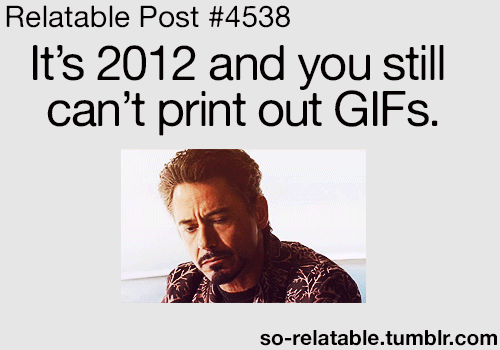 Relatable Post #4538
It’s 2012 and you still
can’t print out GIFs.
so-relatable.tumblr.com